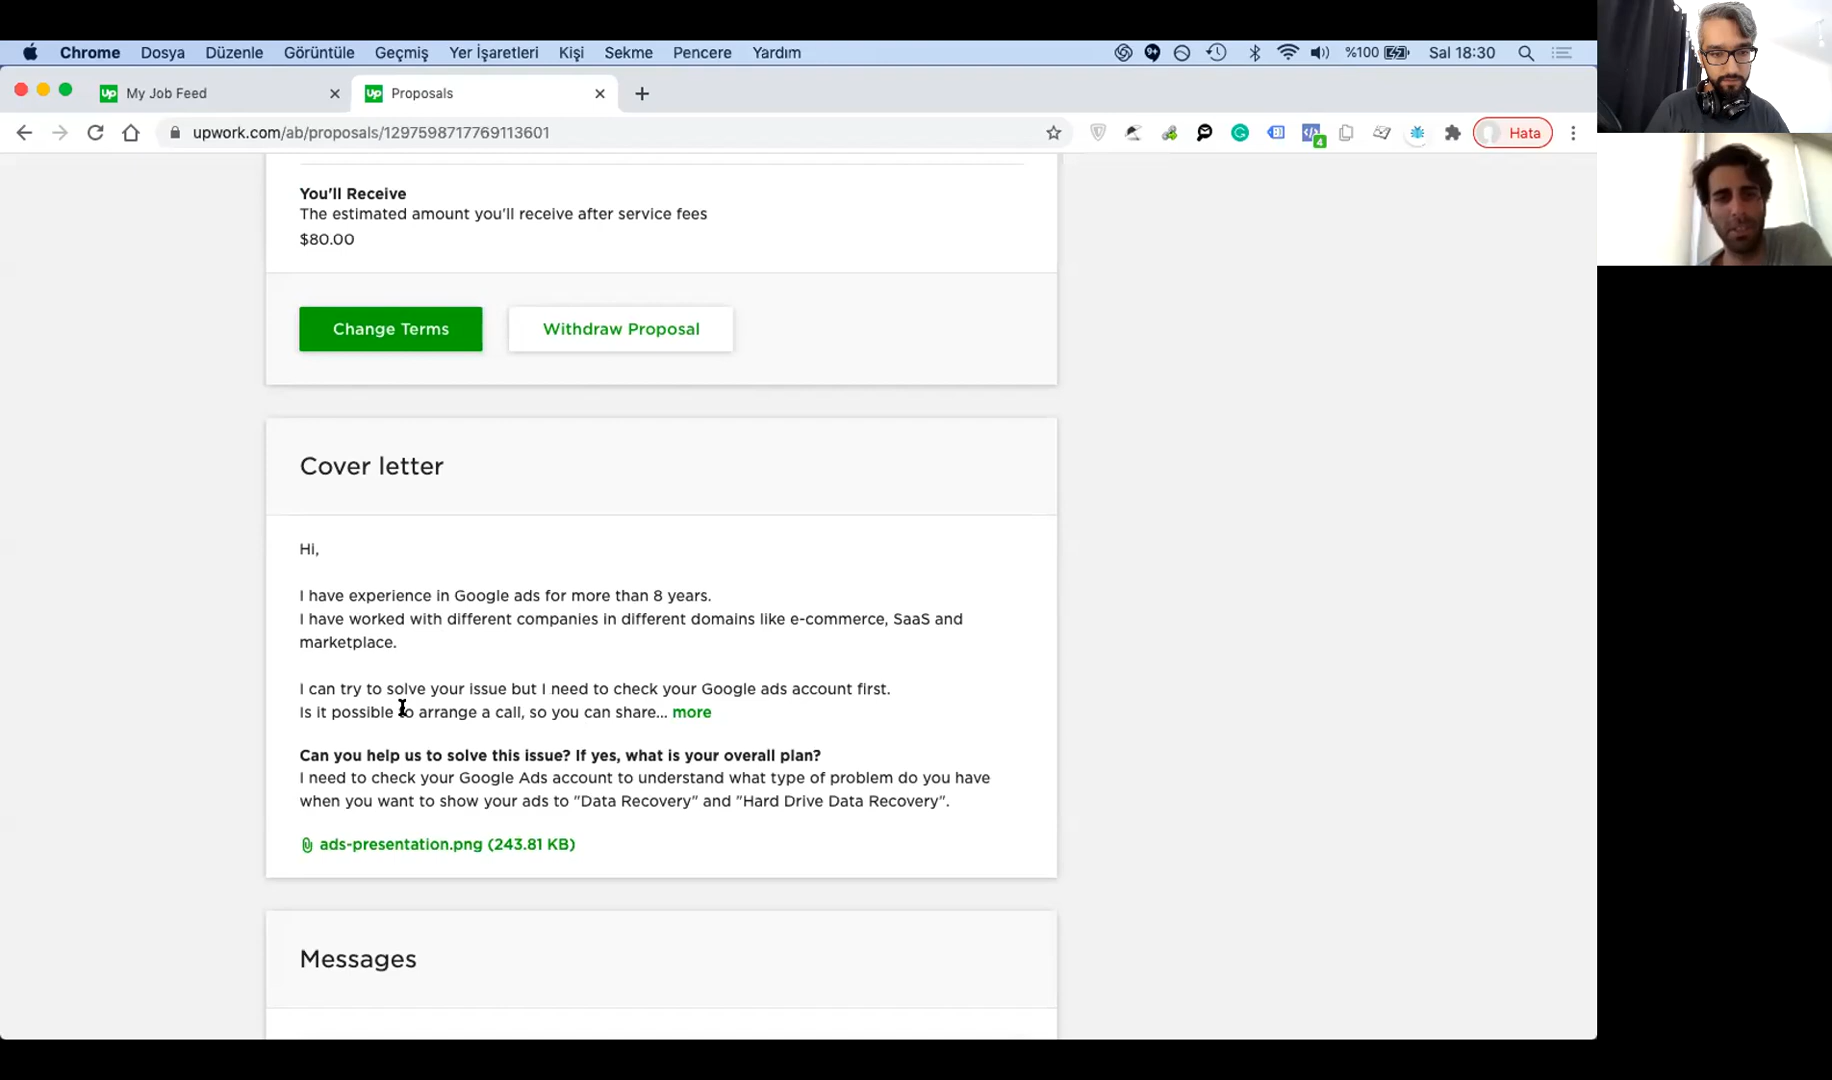 Chrome Dosya Düzenle Görüntüle Geçmiş Yer İşaretleri Kişi Sekme Pencere Yardım 9+ %100 Sal 18:30
Up My Job Feed Up Proposals
upwork.com/ab/proposals/1297598717769113601 4 Hata
You'll Receive
The estimated amount you'll receive after service fees
$80.00
Change Terms Withdraw Proposal
Cover letter
Hi,
I have experience in Google ads for more than 8 years.
I have worked with different companies in different domains like e-commerce, SaaS and
marketplace.
I can try to solve your issue but I need to check your Google ads account first.
Is it possible to arrange a call, so you can share... more
Can you help us to solve this issue? If yes, what is your overall plan?
I need to check your Google Ads account to understand what type of problem do you have
when you want to show your ads to "Data Recovery" and "Hard Drive Data Recovery".
ads-presentation.png (243.81 KB)
Messages